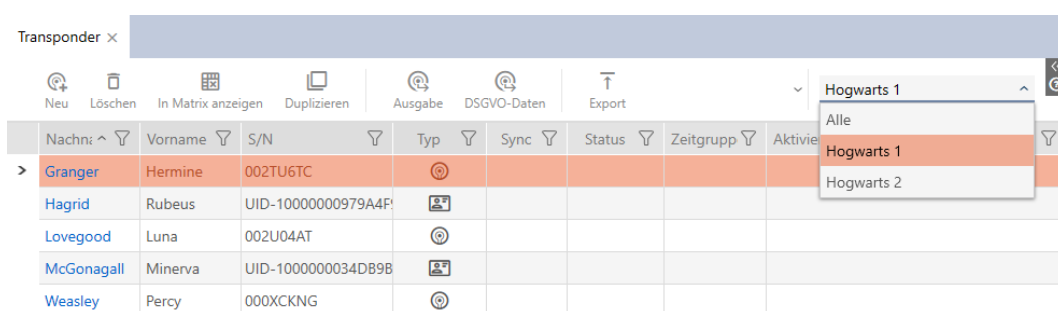 Transponder
Neu Löschen In Matrix anzeigen Duplizieren Ausgabe DSGVO-Daten Export
Hogwarts 1
Alle
Hogwarts 1
Hogwarts 2
Nachna Vorname S/N Typ Sync Status Zeitgrupp Aktivie
Granger Hermine 002TU6TC
Hagrid Rubeus UID-10000000979A4F
Lovegood Luna 002U04AT
McGonagall Minerva UID-1000000034DB9B
Weasley Percy 000XCKNG